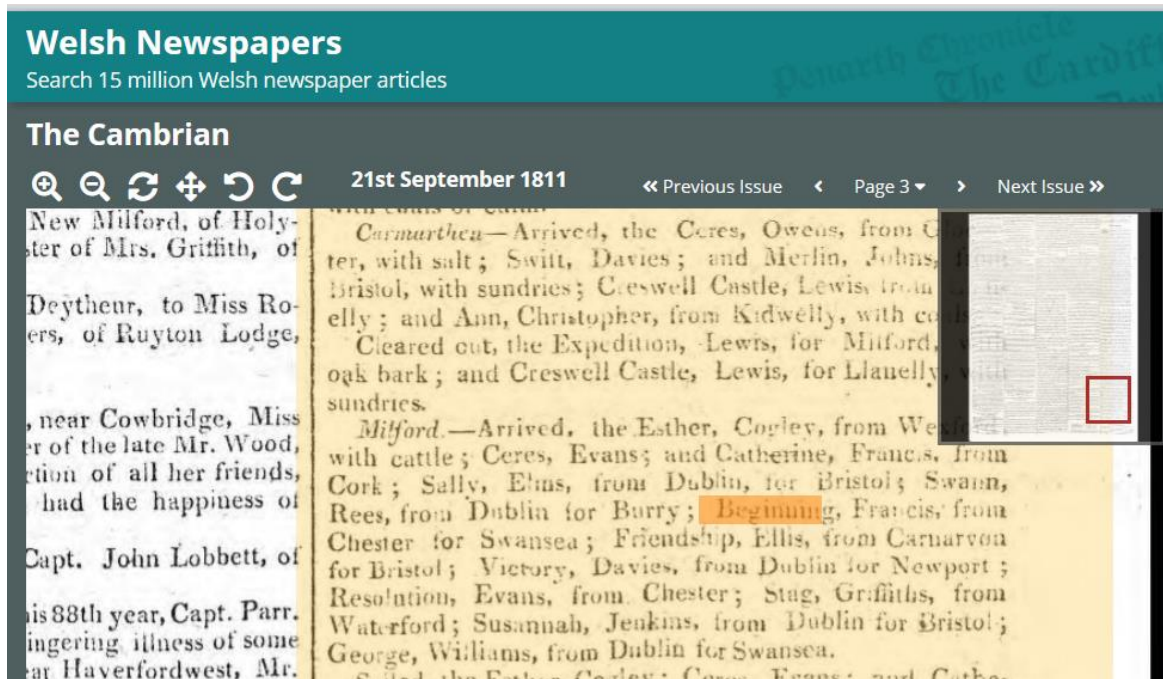 Welsh Newspapers
Search 15 million Welsh newspaper articles
The Cambrian
21st September 1811
Previous Issue
Page 3
Next Issue
New Milford, of Holy-
ster of Mrs. Griffith, of
Deytheur, to Miss Ro-
ers, of Ruyton Lodge,
, near Cowbridge, Miss
er of the late Mr. Wood,
ction of all her friends,
had the happiness of
Capt. John Lobbett, of
his 88th year, Capt. Parr.
ingering illness of some
ear Haverfordwest, Mr.
Carmarthen—Arrived, the Ceres, Owens, from
ter, with salt; Swift, Davies; and Merlin, Johns,
Bristol, with sundries; Creswell Castle, Lewis, from
elly; and Ann, Christopher, from Kidwelly, with
Cleared out, the Expedition, Lewis, for Milford,
oak bark; and Creswell Castle, Lewis, for Llanelly,
sundries.
Milford.—Arrived, the Esther, Cogley, from Wexford,
with cattle; Ceres, Evans; and Catherine, Francis, from
Cork; Sally, Elms, from Dublin, for Bristol; Swann,
Rees, from Dublin for Burry; Beginning, Francis, from
Chester for Swansea; Friendship, Ellis, from Carnarvon
for Bristol; Victory, Davies, from Dublin for Newport;
Resolution, Evans, from Chester; Stag, Griffiths, from
Waterford; Susannah, Jenkins, from Dublin for Bristol;
George, Williams, from Dublin for Swansea.